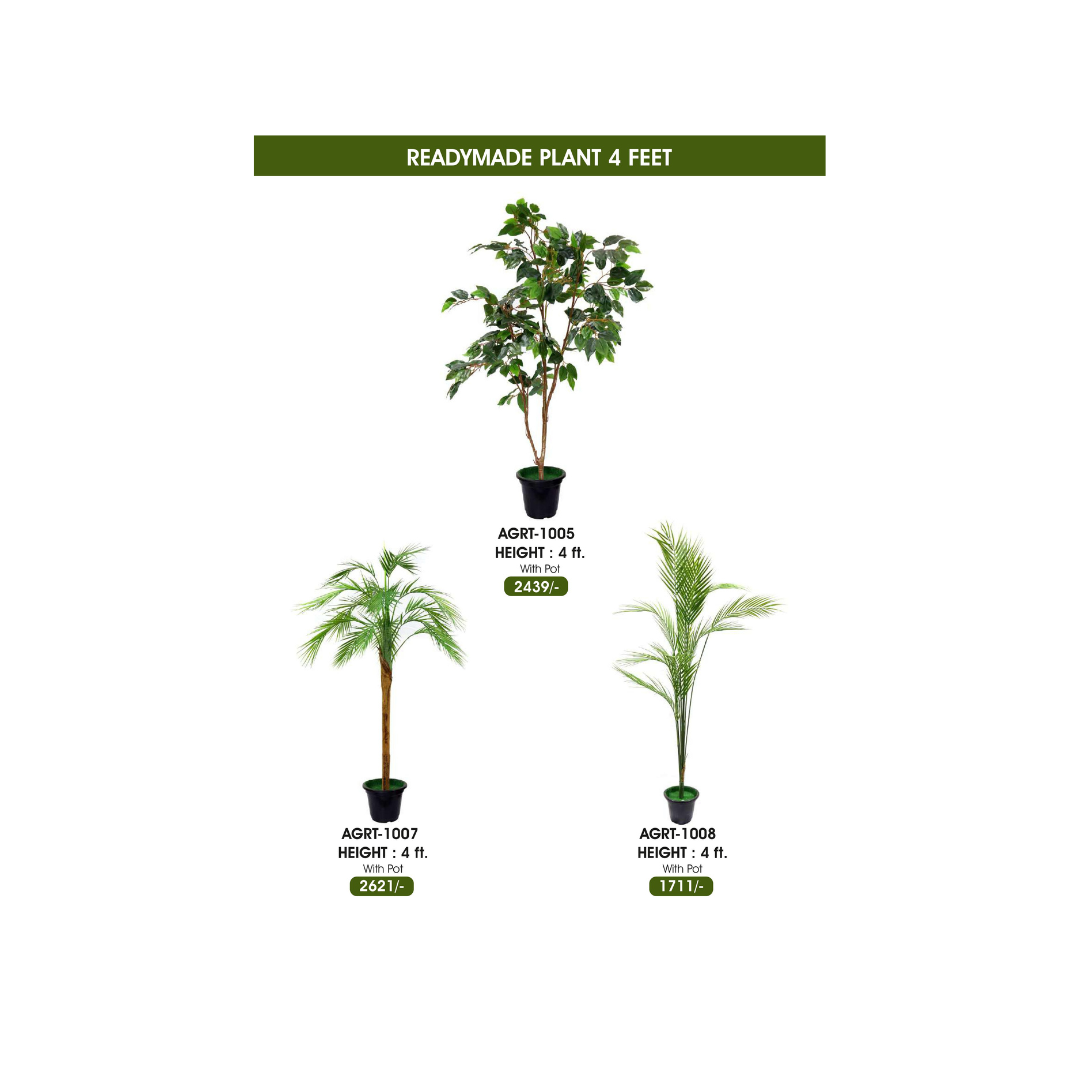 READYMADE PLANT 4 FEET
AGRT-1005
HEIGHT : 4 ft.
With Pot
2439/-
AGRT-1007
HEIGHT : 4 ft.
With Pot
2621/-
AGRT-1008
HEIGHT : 4 ft.
With Pot
1711/-